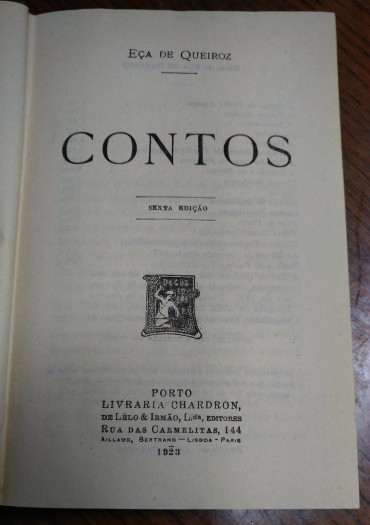 Eça de Queiroz
CONTOS
SEXTA EDIÇÃO
DECUS
PORTO
LIVRARIA CHARDRON,
DE LÉLO & IRMÃO, L.da, EDITORES
RUA DAS CARMELITAS, 144
AILLAUD, BERTRAND — LISBOA - PARIS
1923